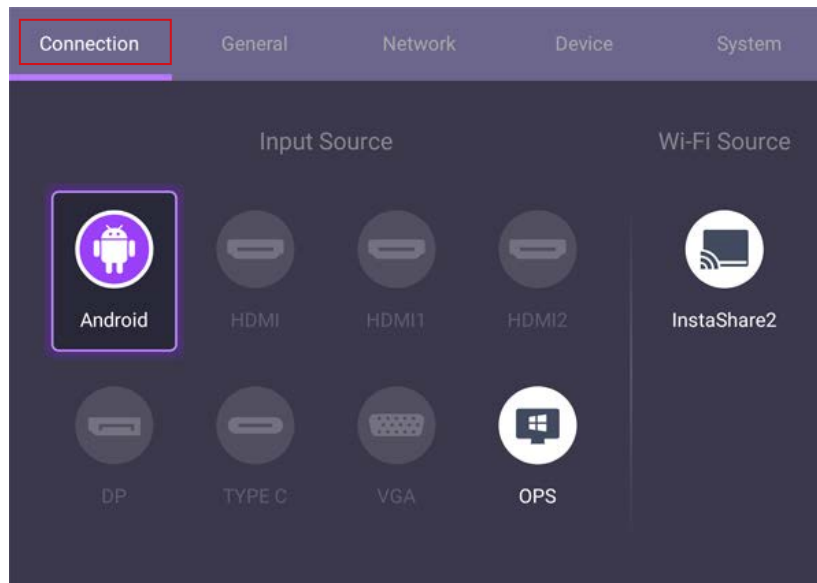 Connection General Network Device System
Input Source Wi-Fi Source
Android HDMI HDMI1 HDMI2 InstaShare2
DP TYPE C VGA OPS